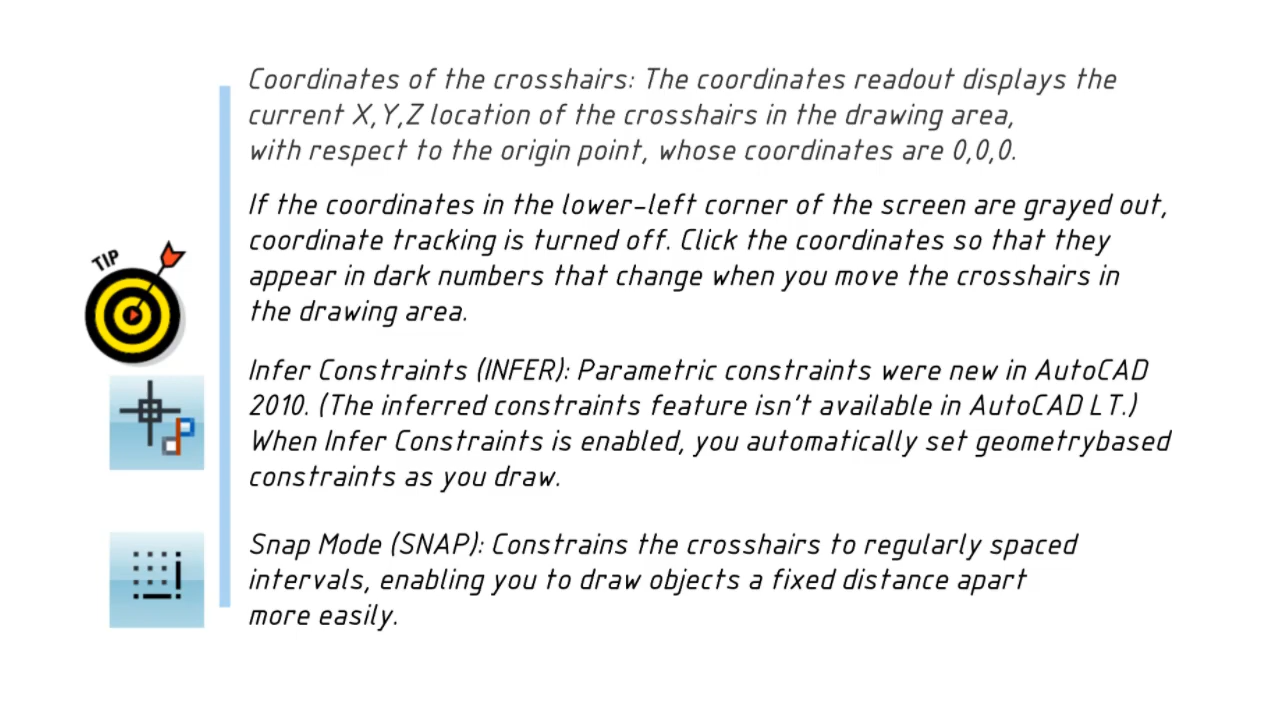 Coordinates of the crosshairs: The coordinates readout displays the
current X,Y,Z location of the crosshairs in the drawing area,
with respect to the origin point, whose coordinates are 0,0,0.
If the coordinates in the lower-left corner of the screen are grayed out,
coordinate tracking is turned off. Click the coordinates so that they
appear in dark numbers that change when you move the crosshairs in
the drawing area.
TIP
Infer Constraints (INFER): Parametric constraints were new in AutoCAD
2010. (The inferred constraints feature isn't available in AutoCAD LT.)
When Infer Constraints is enabled, you automatically set geometrybased
constraints as you draw.
Snap Mode (SNAP): Constrains the crosshairs to regularly spaced
intervals, enabling you to draw objects a fixed distance apart
more easily.